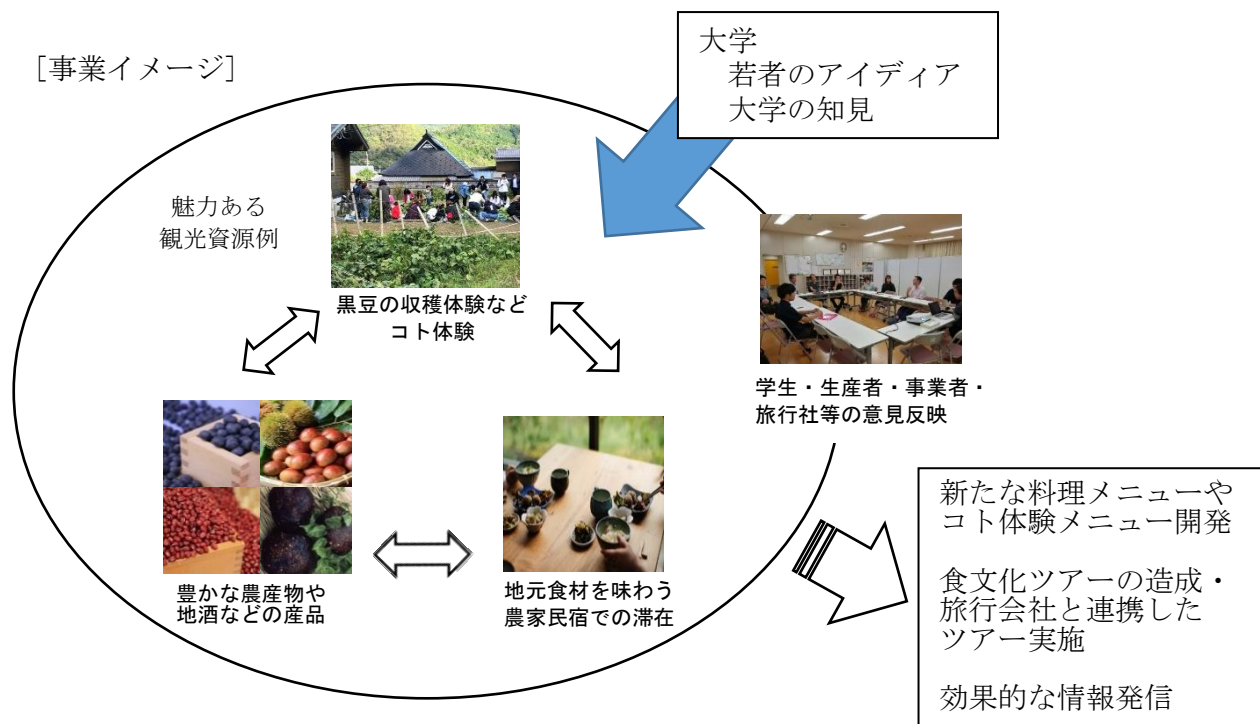 [事業イメージ]
大学
若者のアイディア
大学の知見
魅力ある
観光資源例
黒豆の収穫体験など
コト体験
学生・生産者・事業者・
旅行社等の意見反映
豊かな農産物や
地酒などの産品
地元食材を味わう
農家民宿での滞在
新たな料理メニューや
コト体験メニュー開発
食文化ツアーの造成・
旅行会社と連携した
ツアー実施
効果的な情報発信